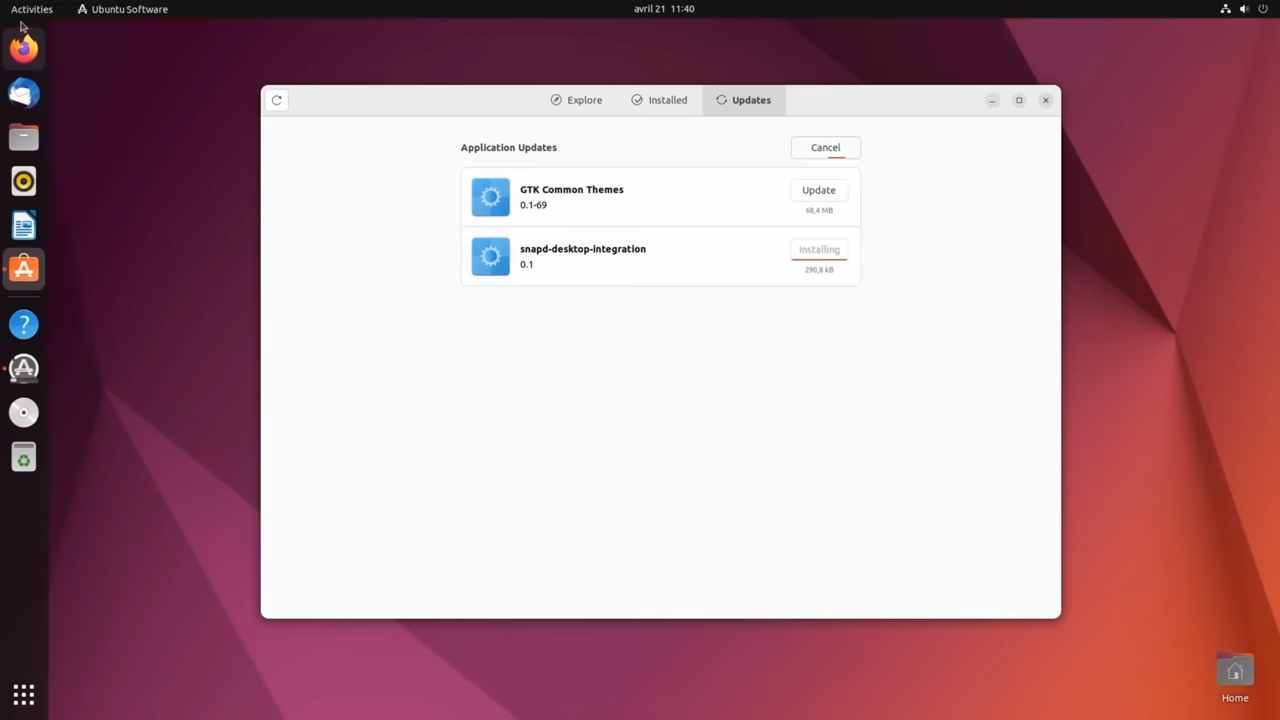 Activities
Ubuntu Software
avril 21 11:40
Explore
Installed
Updates
Application Updates
Cancel
GTK Common Themes
0.1-69
Update
68,4 MB
snapd-desktop-integration
0.1
Installing
290,8 kB
Home